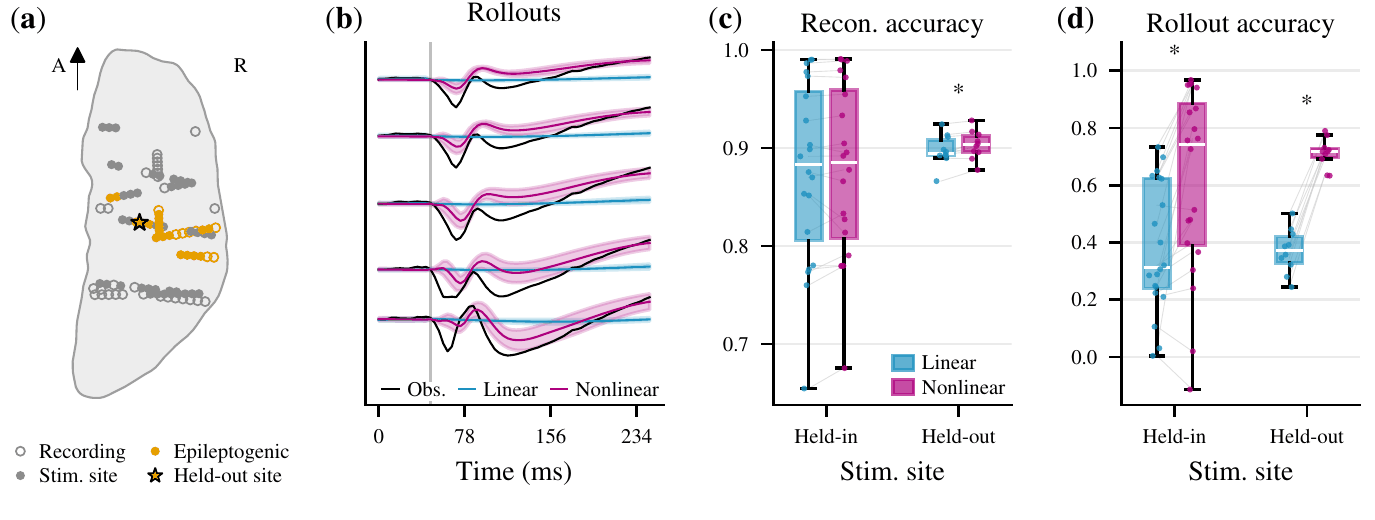 (a)
A
R
Recording
Epileptogenic
Stim. site
Held-out site
(b)
Rollouts
Obs.
Linear
Nonlinear
0
78
156
234
Time (ms)
(c)
Recon. accuracy
1.0
0.9
0.8
0.7
*
Linear
Nonlinear
Held-in
Held-out
Stim. site
(d)
Rollout accuracy
*
*
1.0
0.8
0.6
0.4
0.2
0.0
Held-in
Held-out
Stim. site